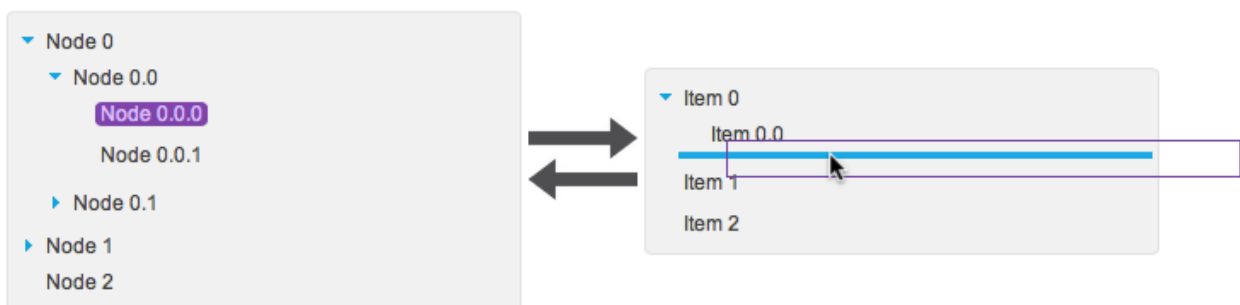 Node 0
Node 0.0
Node 0.0.0
Node 0.0.1
Node 0.1
Node 1
Node 2
Item 0
Item 0.0
Item 1
Item 2